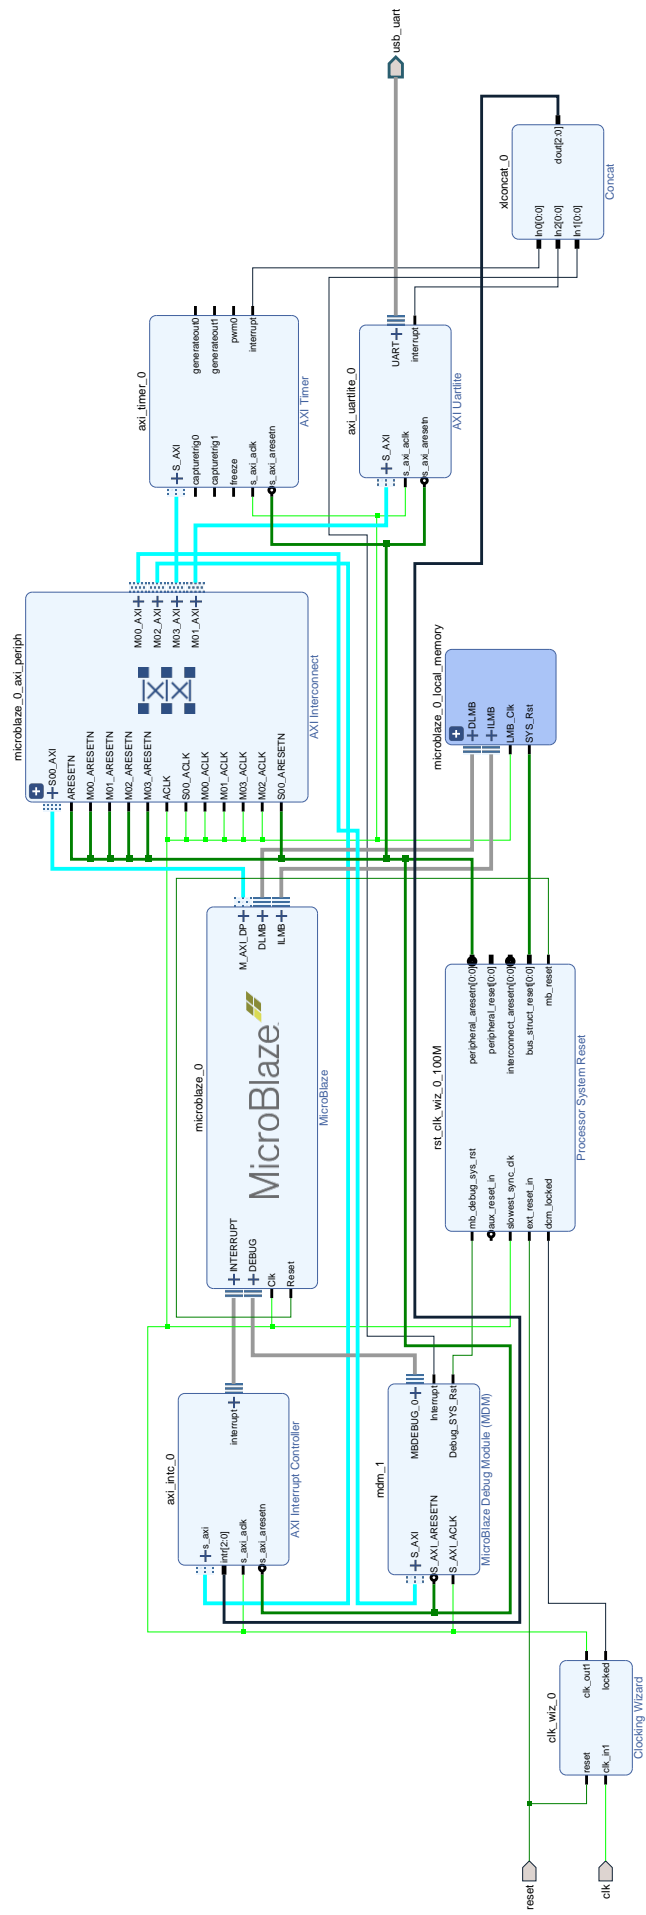 reset
clk
clk_wiz_0
reset
clk_in1
clk_out1
locked
Clocking Wizard
axi_intc_0
s_axi
intr[2:0]
s_axi_aclk
s_axi_aresetn
interrupt
AXI Interrupt Controller
mdm_1
S_AXI
S_AXI_ARESETN
S_AXI_ACLK
MBDEBUG_0
Interrupt
Debug_SYS_Rst
MicroBlaze Debug Module (MDM)
microblaze_0
INTERRUPT
DEBUG
Clk
Reset
MicroBlaze
M_AXI_DP
DLMB
ILMB
MicroBlaze
rst_clk_wiz_0_100M
mb_debug_sys_rst
aux_reset_in
slowest_sync_clk
ext_reset_in
dcm_locked
peripheral_aresetn[0:0]
peripheral_reset[0:0]
interconnect_aresetn[0:0]
bus_struct_reset[0:0]
mb_reset
Processor System Reset
microblaze_0_axi_periph
S00_AXI
ARESETN
M00_ARESETN
M01_ARESETN
M02_ARESETN
M03_ARESETN
ACLK
S00_ACLK
M00_ACLK
M01_ACLK
M03_ACLK
M02_ACLK
S00_ARESETN
M00_AXI
M02_AXI
M03_AXI
M01_AXI
AXI Interconnect
microblaze_0_local_memory
DLMB
ILMB
LMB_Clk
SYS_Rst
axi_timer_0
S_AXI
capturetrig0
capturetrig1
freeze
s_axi_aclk
s_axi_aresetn
generateout0
generateout1
pwm0
interrupt
AXI Timer
axi_uartlite_0
S_AXI
s_axi_aclk
s_axi_aresetn
UART
interrupt
AXI Uartlite
xlconcat_0
In0[0:0]
In2[0:0]
In1[0:0]
dout[2:0]
Concat
usb_uart